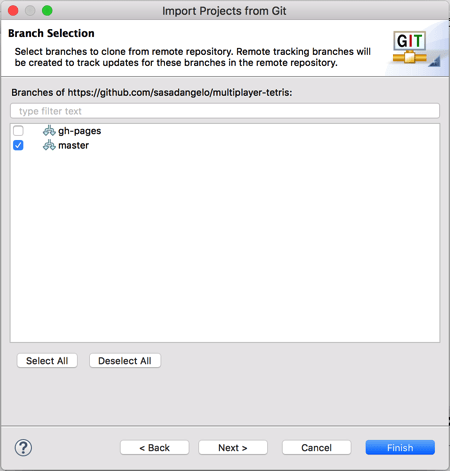 Import Projects from Git
Branch Selection
Select branches to clone from remote repository. Remote tracking branches will
be created to track updates for these branches in the remote repository.
GIT
Branches of https://github.com/sasadangelo/multiplayer-tetris:
type filter text
gh-pages
master
Select All
Deselect All
?
< Back
Next >
Cancel
Finish